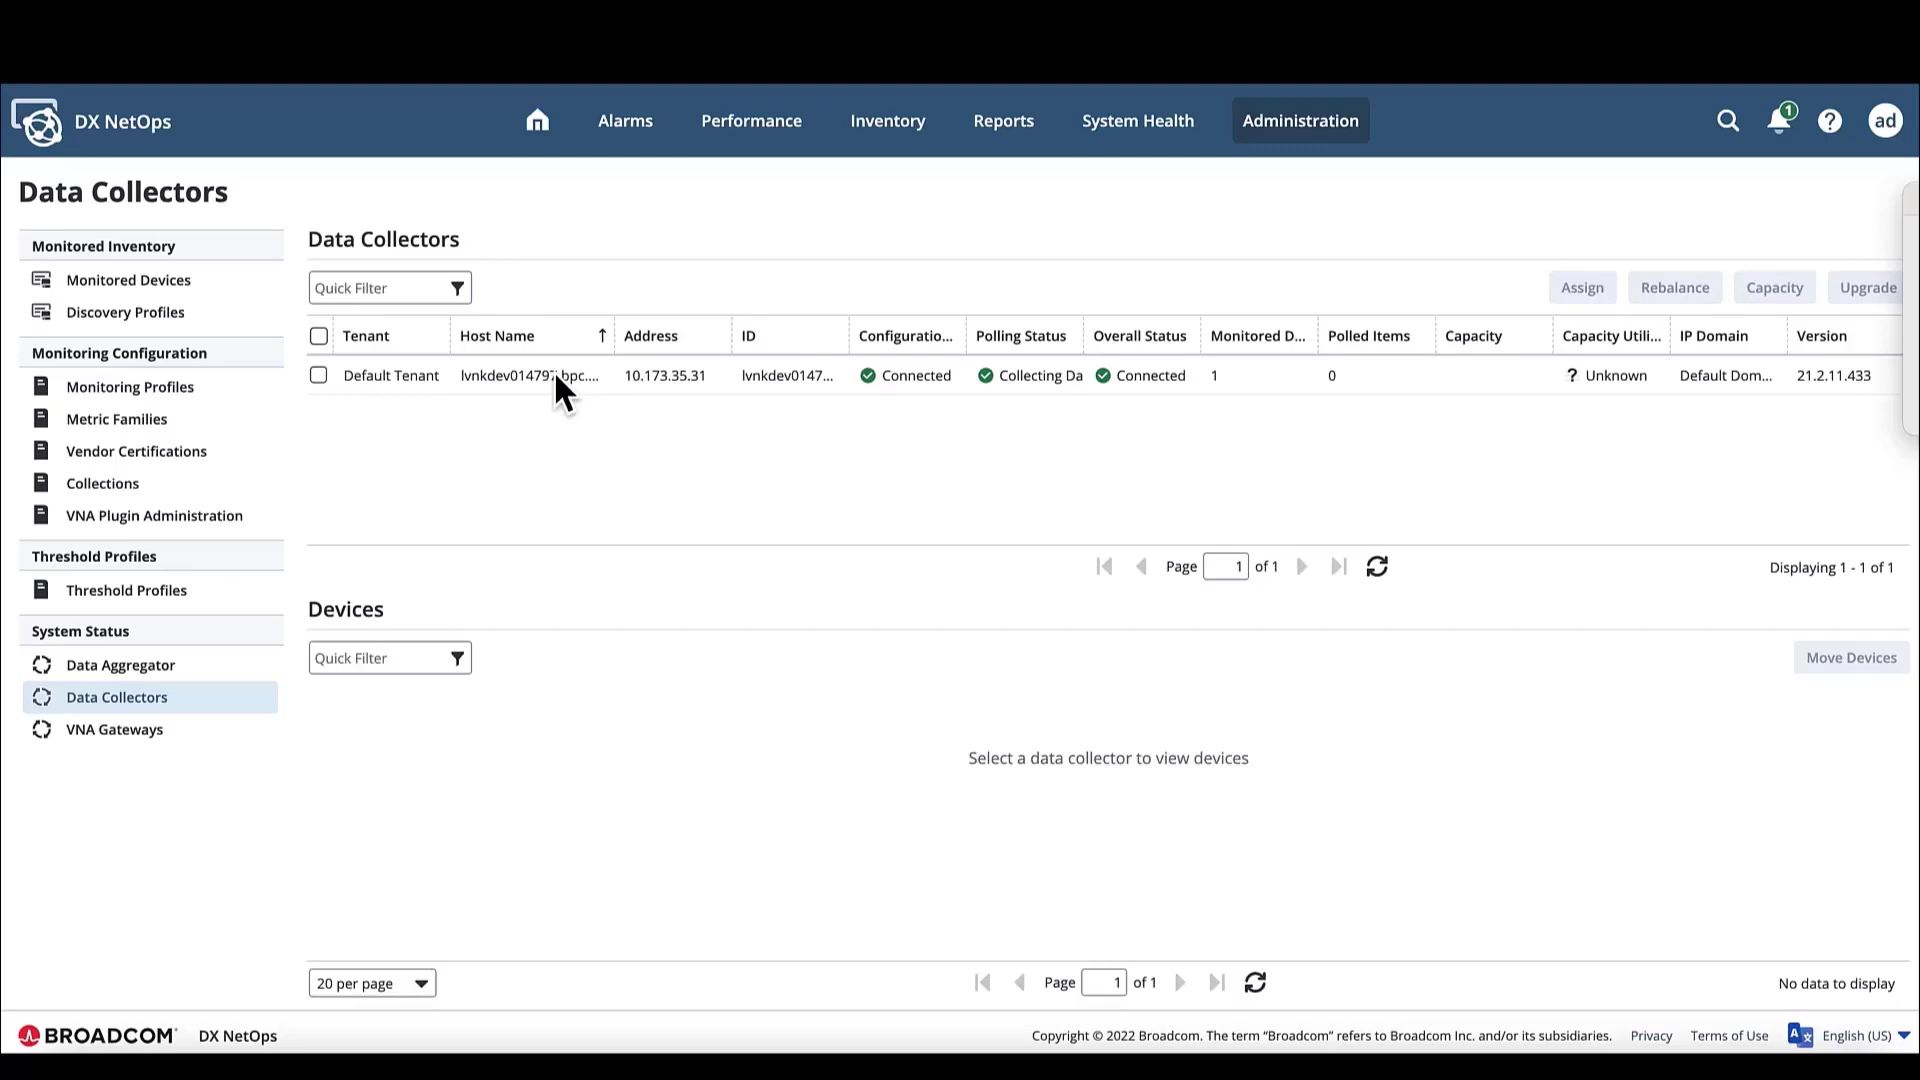 DX NetOps
Alarms
Performance
Inventory
Reports
System Health
Administration
1
?
ad
Data Collectors
Monitored Inventory
Monitored Devices
Discovery Profiles
Monitoring Configuration
Monitoring Profiles
Metric Families
Vendor Certifications
Collections
VNA Plugin Administration
Threshold Profiles
Threshold Profiles
System Status
Data Aggregator
Data Collectors
VNA Gateways
Data Collectors
Quick Filter
Assign
Rebalance
Capacity
Upgrade
Tenant Host Name ↑ Address ID Configuratio... Polling Status Overall Status Monitored D... Polled Items Capacity Capacity Utili... IP Domain Version
Default Tenant lvnkdev014797.bpc.... 10.173.35.31 lvnkdev0147... Connected Collecting Da Connected 1 0 ? Unknown Default Dom... 21.2.11.433
Page 1 of 1
Displaying 1 - 1 of 1
Devices
Quick Filter
Move Devices
Select a data collector to view devices
20 per page
Page 1 of 1
No data to display
BROADCOM DX NetOps
Copyright © 2022 Broadcom. The term “Broadcom” refers to Broadcom Inc. and/or its subsidiaries. Privacy Terms of Use English (US)